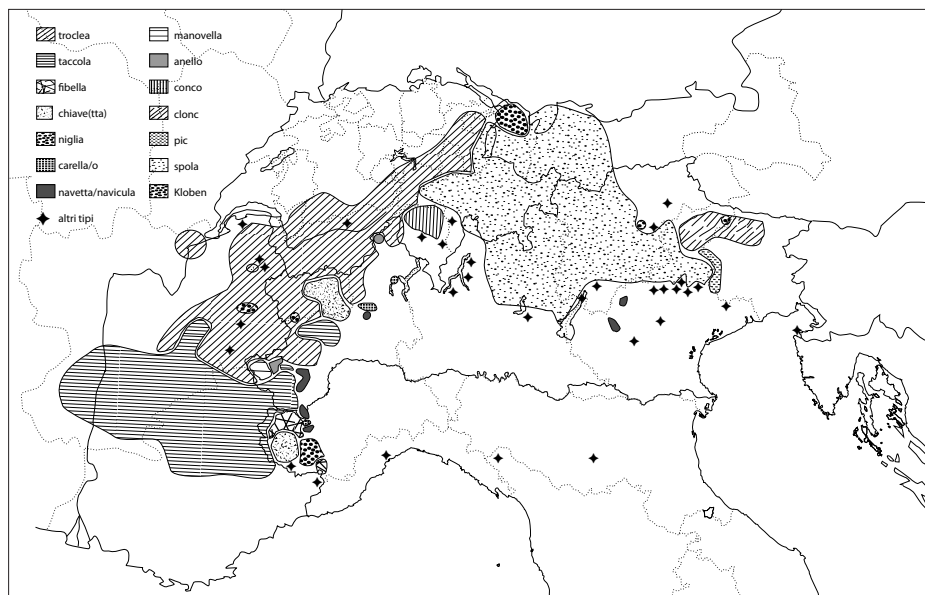 troclea
taccola
fibella
chiave(tta)
niglia
carella/o
navetta/navicula
altri tipi
manovella
anello
conco
clonc
pic
spola
Kloben